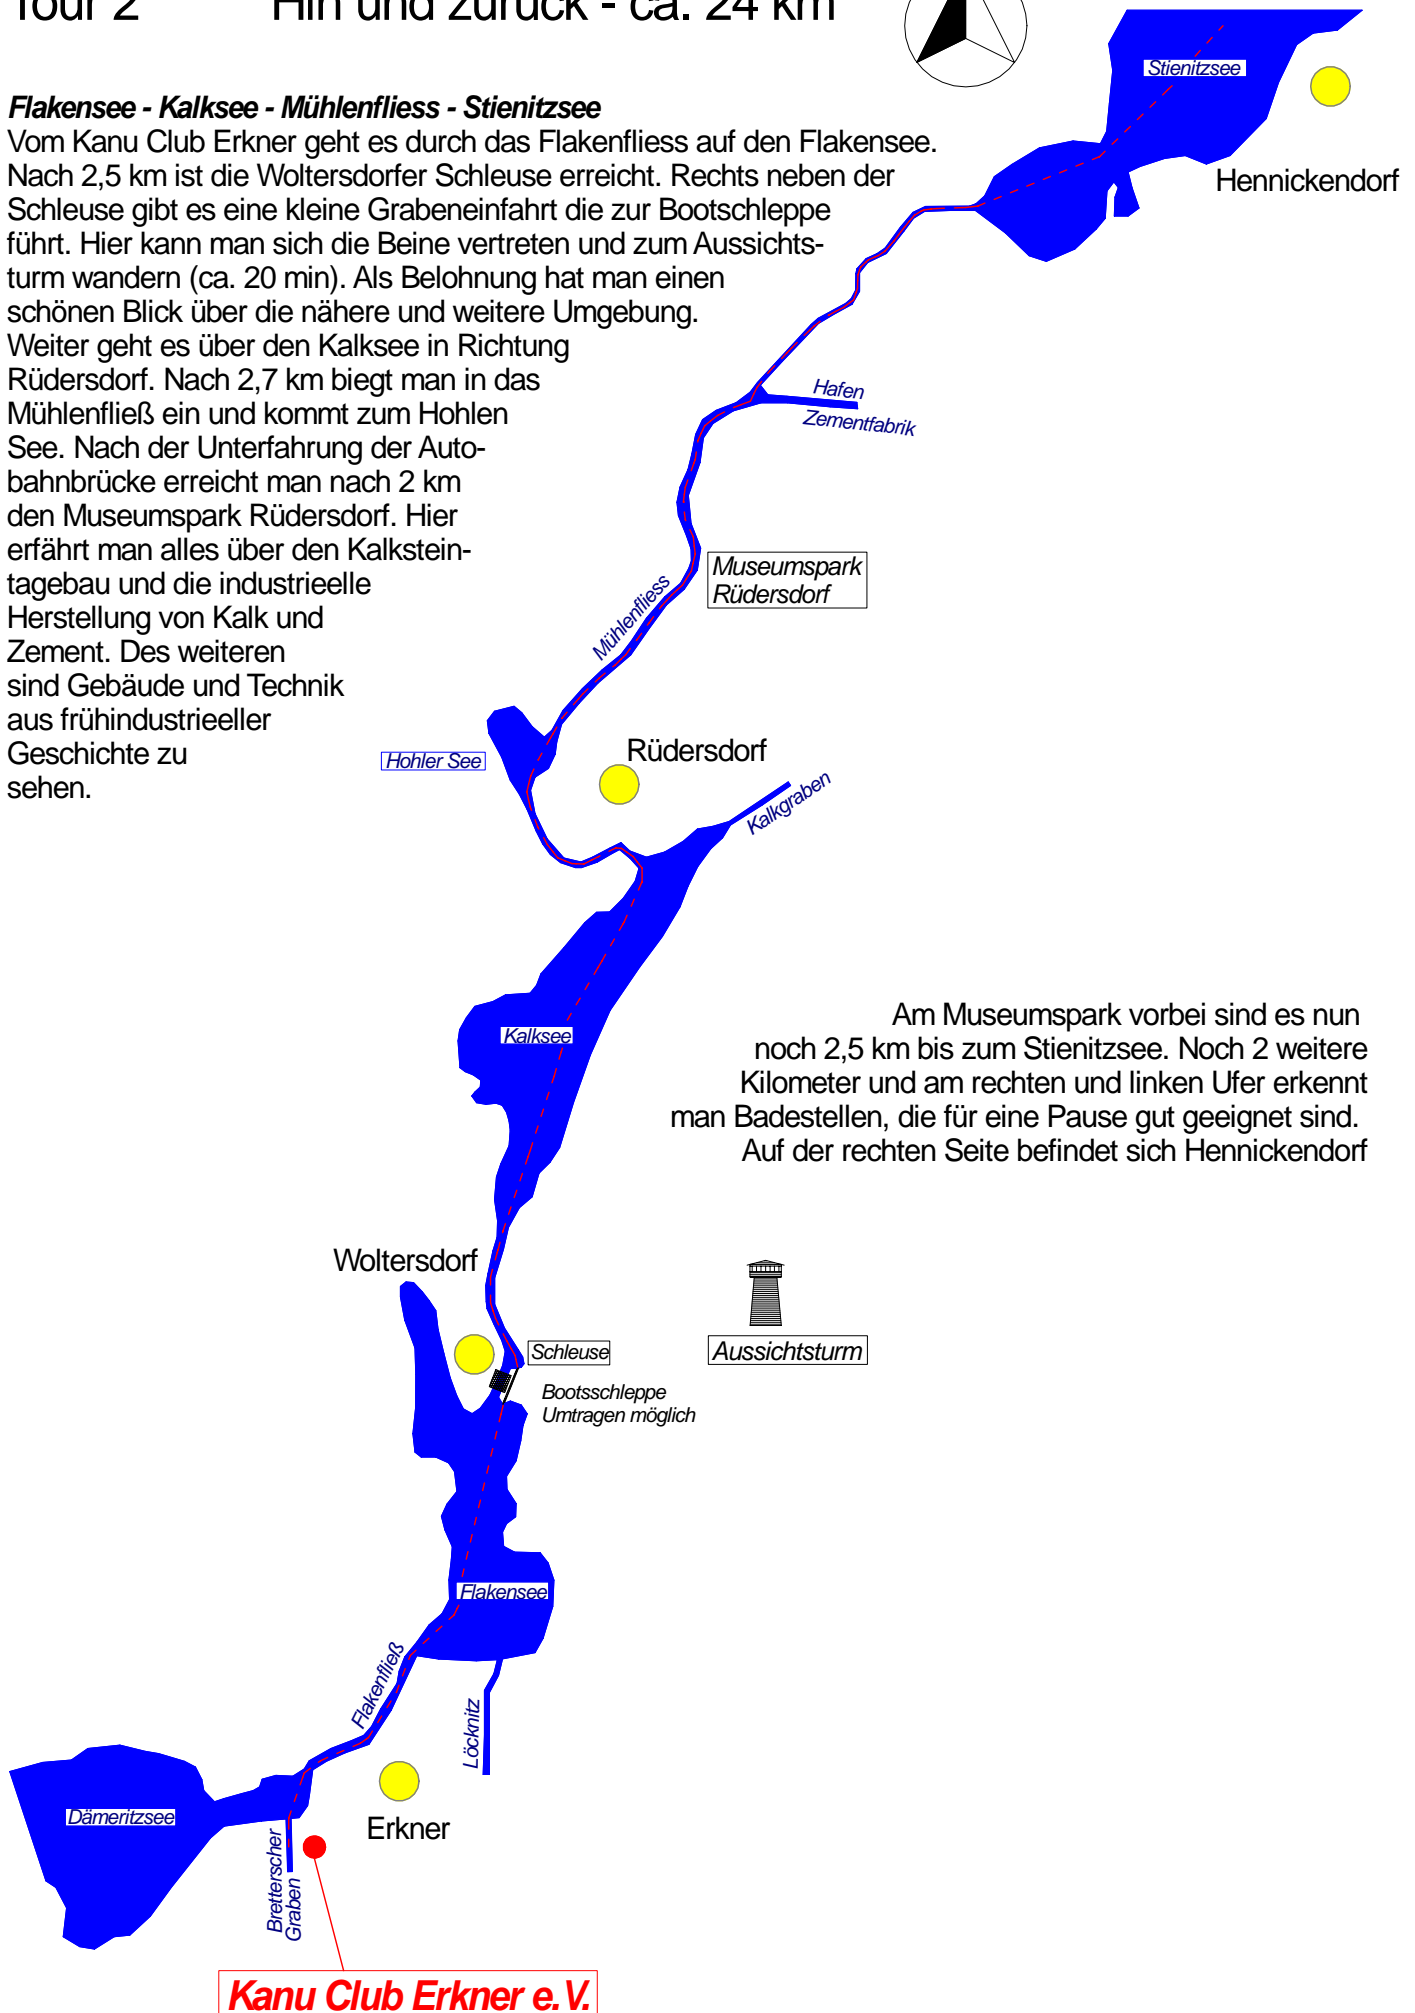 Tour 2 Hin und zurück - ca. 24 km
Flakensee - Kalksee - Mühlenfliess - Stienitzsee
Vom Kanu Club Erkner geht es durch das Flakenfliess auf den Flakensee.
Nach 2,5 km ist die Woltersdorfer Schleuse erreicht. Rechts neben der
Schleuse gibt es eine kleine Grabeneinfahrt die zur Bootschleppe
führt. Hier kann man sich die Beine vertreten und zum Aussichts-
turm wandern (ca. 20 min). Als Belohnung hat man einen
schönen Blick über die nähere und weitere Umgebung.
Weiter geht es über den Kalksee in Richtung
Rüdersdorf. Nach 2,7 km biegt man in das
Mühlenfließ ein und kommt zum Hohlen
See. Nach der Unterfahrung der Auto-
bahnbrücke erreicht man nach 2 km
den Museumspark Rüdersdorf. Hier
erfährt man alles über den Kalkstein-
tagebau und die industrieelle
Herstellung von Kalk und
Zement. Des weiteren
sind Gebäude und Technik
aus frühindustrieeller
Geschichte zu
sehen.
Stienitzsee
Hennickendorf
Hafen
Zementfabrik
Museumspark
Rüdersdorf
Mühlenfliess
Hohler See
Rüdersdorf
Kalkgraben
Kalksee
Am Museumspark vorbei sind es nun
noch 2,5 km bis zum Stienitzsee. Noch 2 weitere
Kilometer und am rechten und linken Ufer erkennt
man Badestellen, die für eine Pause gut geeignet sind.
Auf der rechten Seite befindet sich Hennickendorf
Woltersdorf
Schleuse
Aussichtsturm
Bootsschleppe
Umtragen möglich
Flakensee
Flakenfließ
Löcknitz
Dämeritzsee
Erkner
Bretterscher
Graben
Kanu Club Erkner e.V.